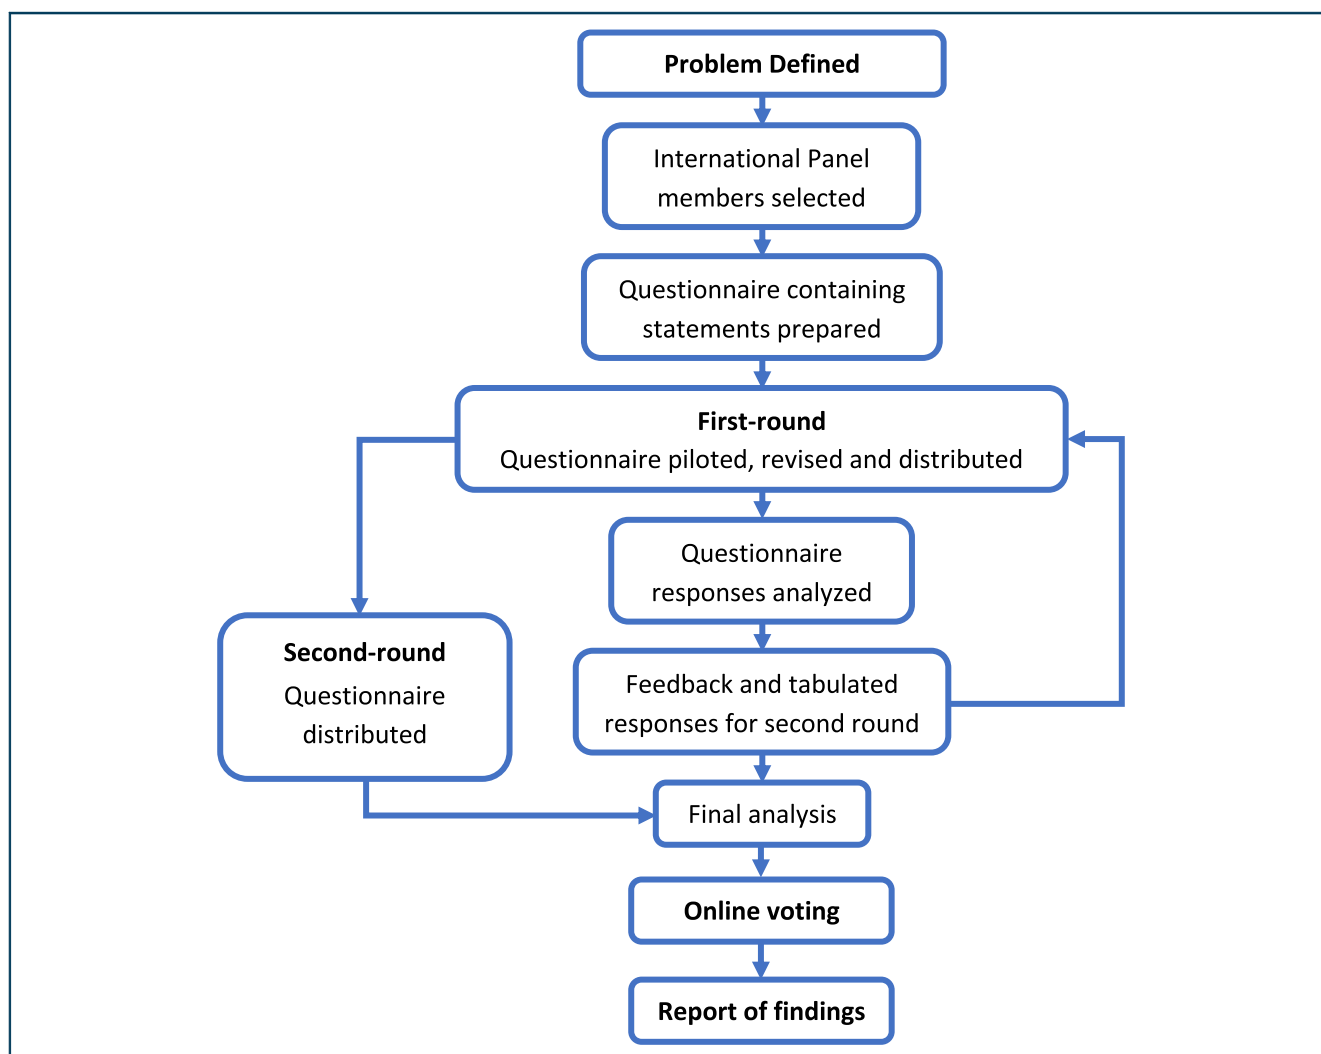 Problem Defined
International Panel
members selected
Questionnaire containing
statements prepared
First-round
Questionnaire piloted, revised and distributed
Questionnaire
responses analyzed
Second-round
Questionnaire
distributed
Feedback and tabulated
responses for second round
Final analysis
Online voting
Report of findings